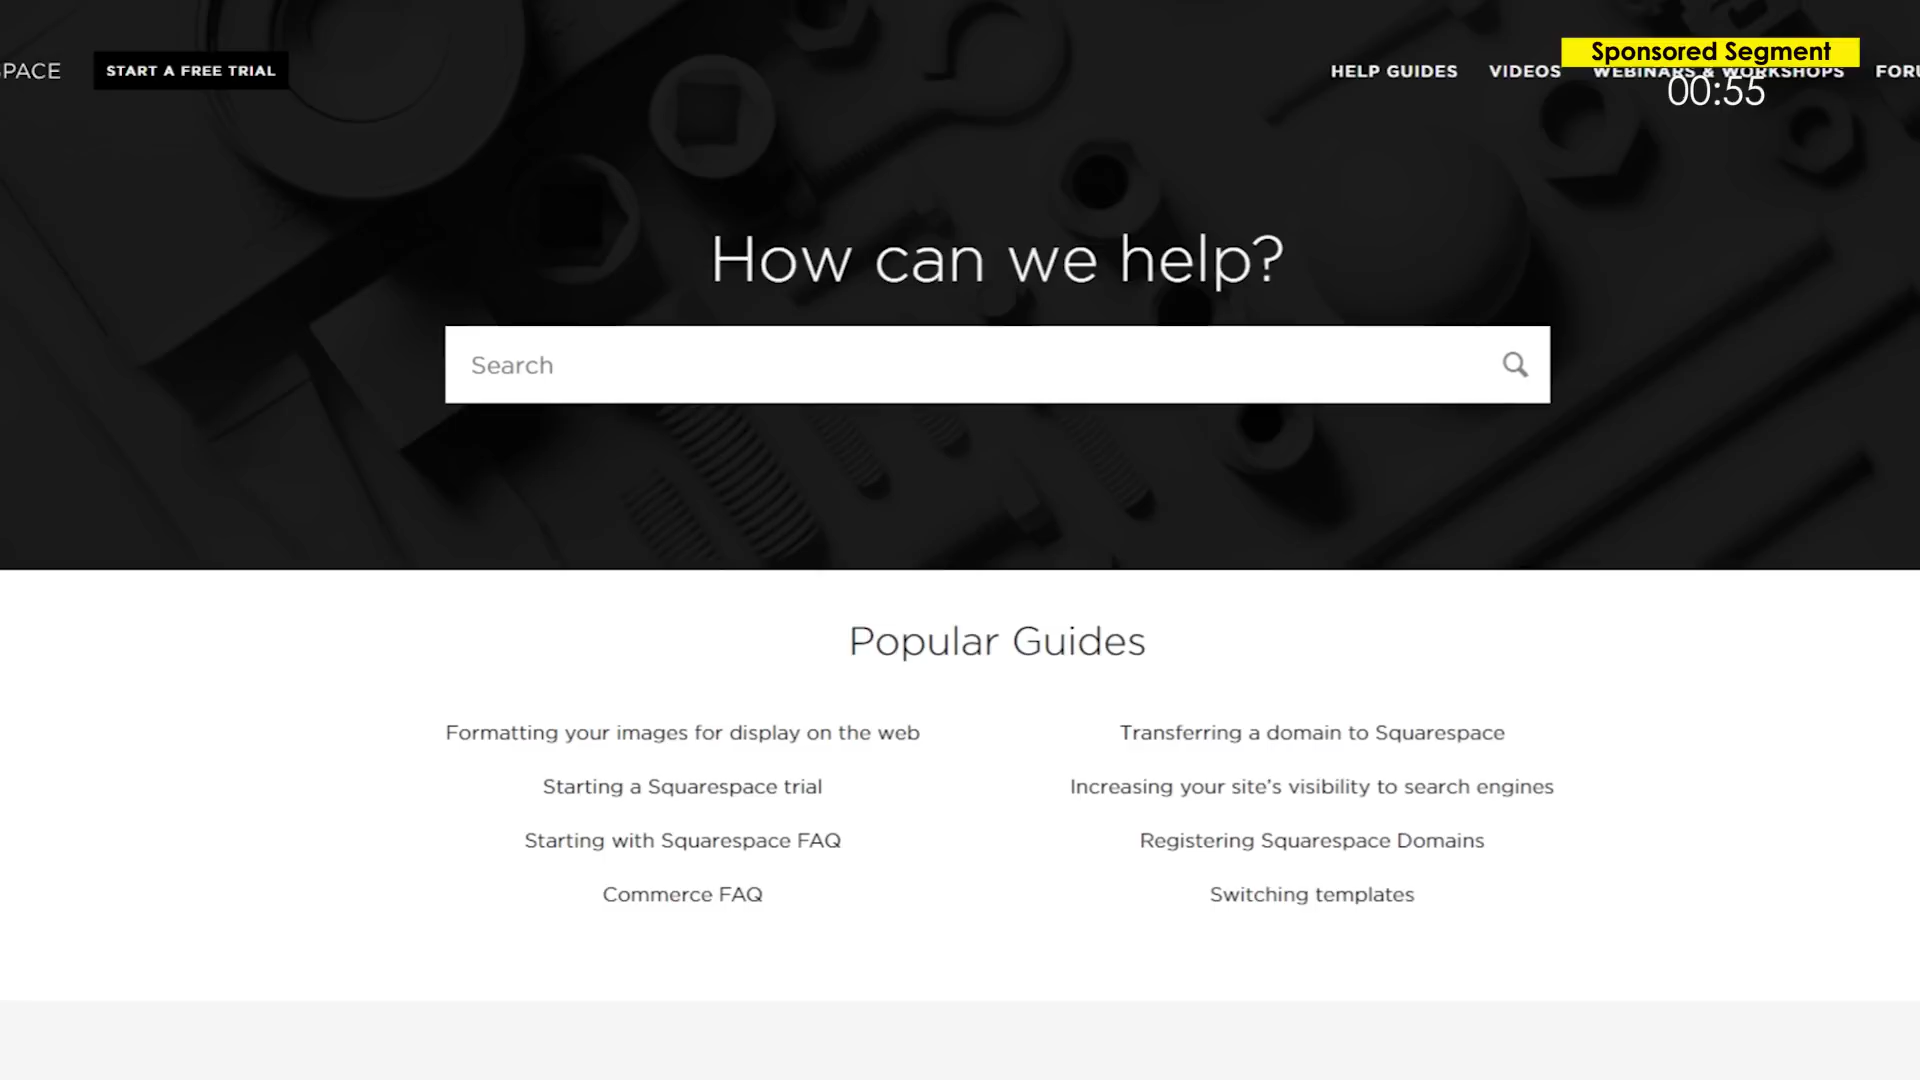 PACE
START A FREE TRIAL
HELP GUIDES
VIDEOS
WEBINARS & WORKSHOPS
Sponsored Segment
00:55
How can we help?
Search
Popular Guides
Formatting your images for display on the web
Transferring a domain to Squarespace
Starting a Squarespace trial
Increasing your site's visibility to search engines
Starting with Squarespace FAQ
Registering Squarespace Domains
Commerce FAQ
Switching templates